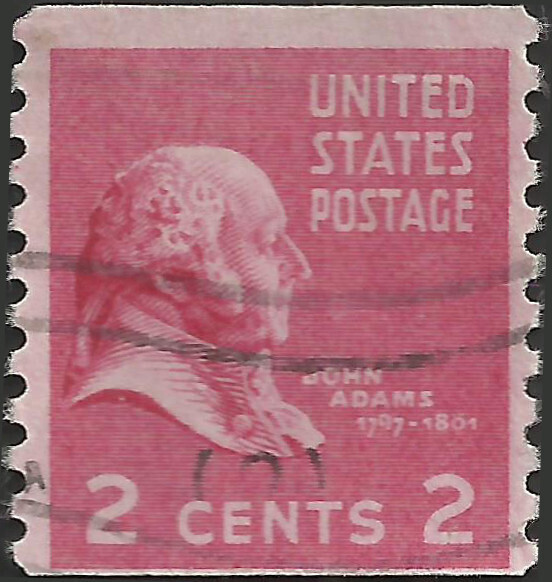 UNITED
STATES
POSTAGE
JOHN
ADAMS
1797-1801
A
2 CENTS 2